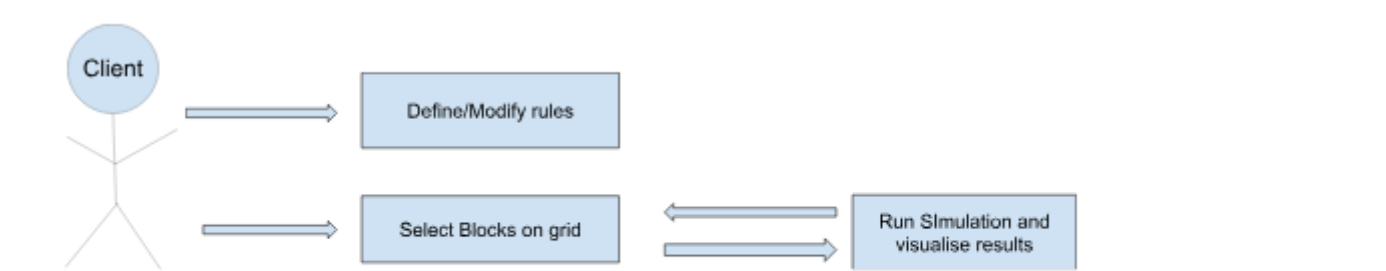 Client
Define/Modify rules
Select Blocks on grid
Run SImulation and
visualise results